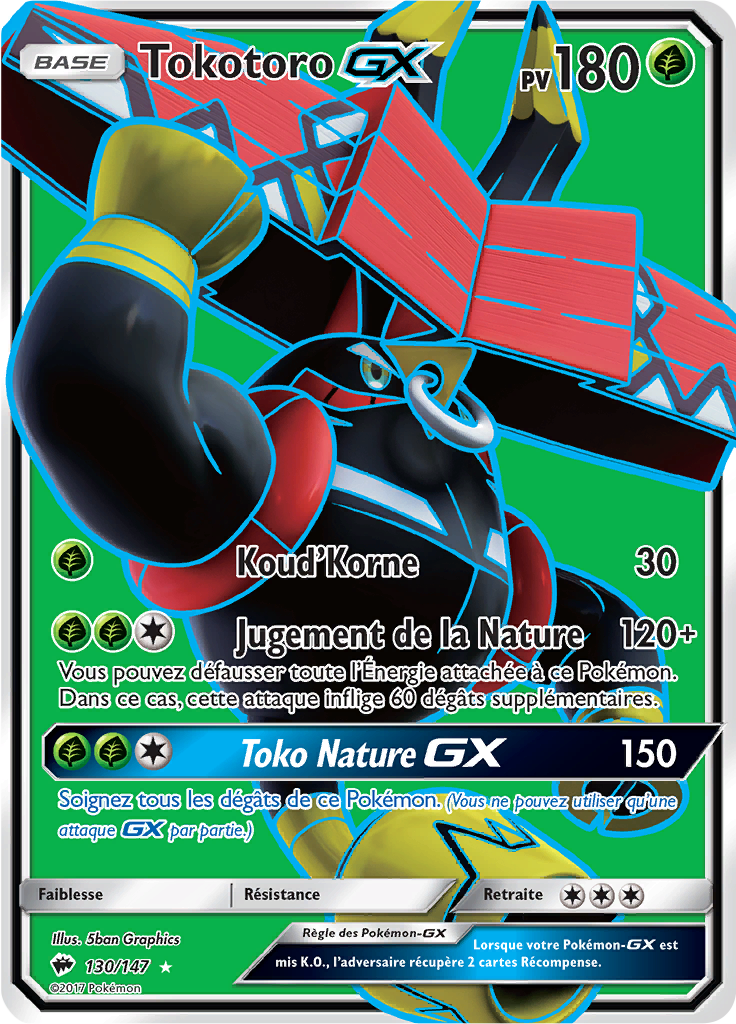 BASE Tokotoro GX PV 180
Koud'Korne 30
Jugement de la Nature 120+
Vous pouvez défausser toute l'Énergie attachée à ce Pokémon.
Dans ce cas, cette attaque inflige 60 dégâts supplémentaires.
Toko Nature GX 150
Soignez tous les dégâts de ce Pokémon. (Vous ne pouvez utiliser qu'une
attaque GX par partie.)
Faiblesse Résistance Retraite
Illus. 5ban Graphics
130/147
©2017 Pokémon
Règle des Pokémon-GX
Lorsque votre Pokémon-GX est
mis K.O., l'adversaire récupère 2 cartes Récompense.